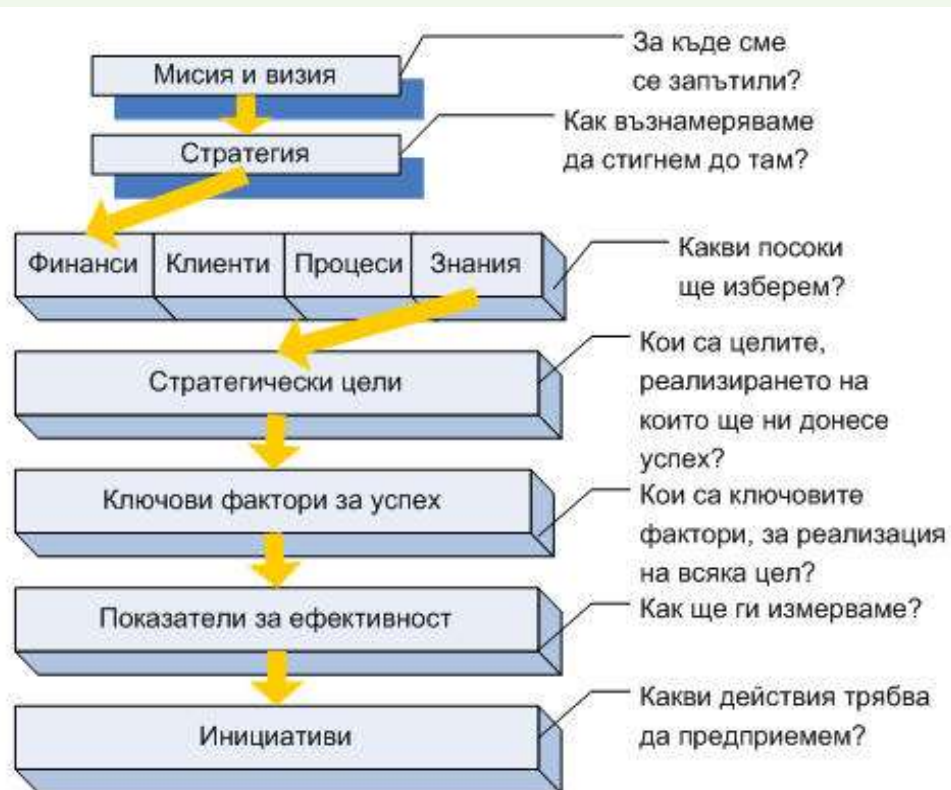 Мисия и визия
За къде сме
се запътили?
Стратегия
Как възнамеряваме
да стигнем до там?
Финанси Клиенти Процеси Знания
Какви посоки
ще изберем?
Стратегически цели
Кои са целите,
реализирането на
които ще ни донесе
успех?
Ключови фактори за успех
Кои са ключовите
фактори, за реализация
на всяка цел?
Показатели за ефективност
Как ще ги измерваме?
Инициативи
Какви действия трябва
да предприемем?